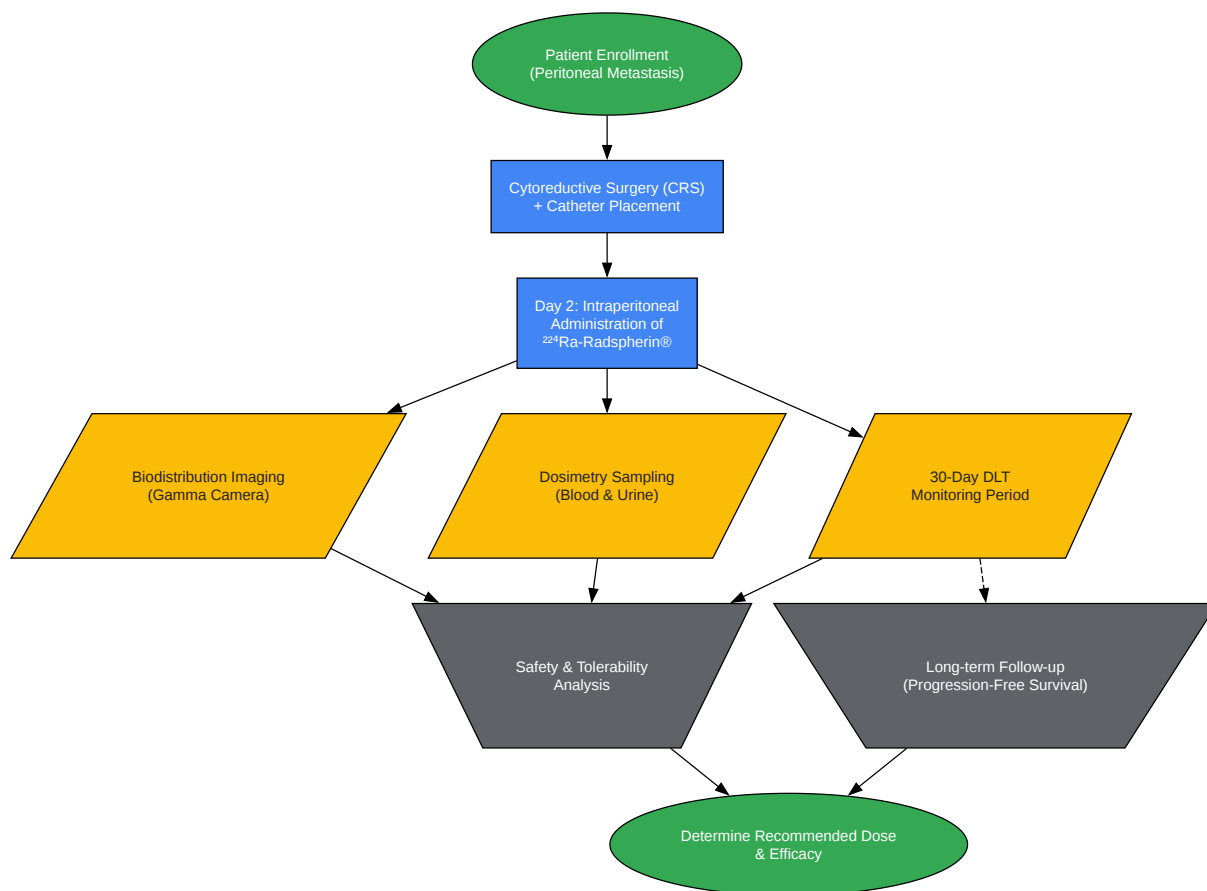 Patient Enrollment
(Peritoneal Metastasis)
Cytoreductive Surgery (CRS)
+ Catheter Placement
Day 2: Intraperitoneal
Administration of
²²⁴Ra-Radspherin®
Biodistribution Imaging
(Gamma Camera)
Dosimetry Sampling
(Blood & Urine)
30-Day DLT
Monitoring Period
Safety & Tolerability
Analysis
Long-term Follow-up
(Progression-Free Survival)
Determine Recommended Dose
& Efficacy